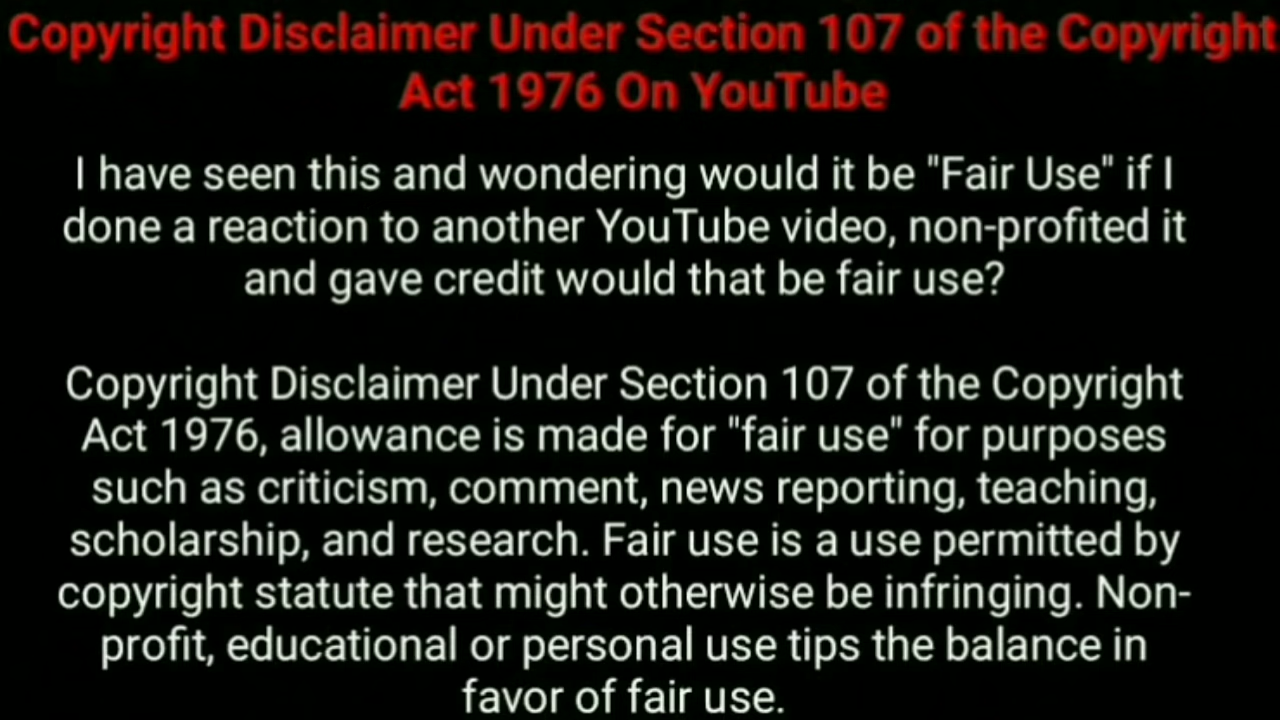 Copyright Disclaimer Under Section 107 of the Copyright
Act 1976 On YouTube
I have seen this and wondering would it be "Fair Use" if I
done a reaction to another YouTube video, non-profited it
and gave credit would that be fair use?
Copyright Disclaimer Under Section 107 of the Copyright
Act 1976, allowance is made for "fair use" for purposes
such as criticism, comment, news reporting, teaching,
scholarship, and research. Fair use is a use permitted by
copyright statute that might otherwise be infringing. Non-
profit, educational or personal use tips the balance in
favor of fair use.